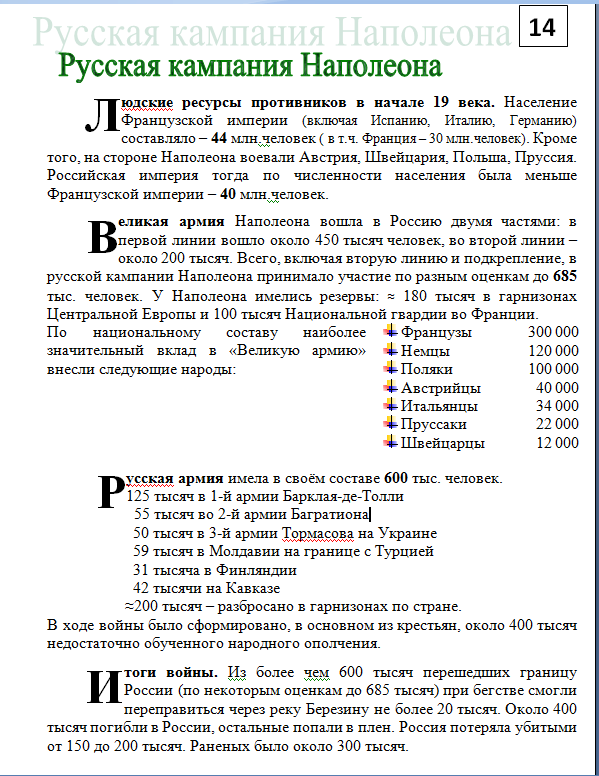 Русская кампания Наполеона
14
Русская кампания Наполеона
Людские ресурсы противников в начале 19 века. Население
Французской империи (включая Испанию, Италию, Германию)
составляло – 44 млн.человек ( в т.ч. Франция – 30 млн.человек). Кроме
того, на стороне Наполеона воевали Австрия, Швейцария, Польша, Пруссия.
Российская империя тогда по численности населения была меньше
Французской империи – 40 млн.человек.
Великая армия Наполеона вошла в Россию двумя частями: в
первой линии вошло около 450 тысяч человек, во второй линии –
около 200 тысяч. Всего, включая вторую линию и подкрепление, в
русской кампании Наполеона принимало участие по разным оценкам до 685
тыс. человек. У Наполеона имелись резервы: ≈ 180 тысяч в гарнизонах
Центральной Европы и 100 тысяч Национальной гвардии во Франции.
По национальному составу наиболее
значительный вклад в «Великую армию»
внесли следующие народы:
Французы 300 000
Немцы 120 000
Поляки 100 000
Австрийцы 40 000
Итальянцы 34 000
Пруссаки 22 000
Швейцарцы 12 000
Русская армия имела в своём составе 600 тыс. человек.
125 тысяч в 1-й армии Барклая-де-Толли
55 тысяч во 2-й армии Багратиона
50 тысяч в 3-й армии Тормасова на Украине
59 тысяч в Молдавии на границе с Турцией
31 тысяча в Финляндии
42 тысячи на Кавказе
≈200 тысяч – разбросано в гарнизонах по стране.
В ходе войны было сформировано, в основном из крестьян, около 400 тысяч
недостаточно обученного народного ополчения.
Итоги войны. Из более чем 600 тысяч перешедших границу
России (по некоторым оценкам до 685 тысяч) при бегстве смогли
переправиться через реку Березину не более 20 тысяч. Около 400
тысяч погибли в России, остальные попали в плен. Россия потеряла убитыми
от 150 до 200 тысяч. Раненых было около 300 тысяч.